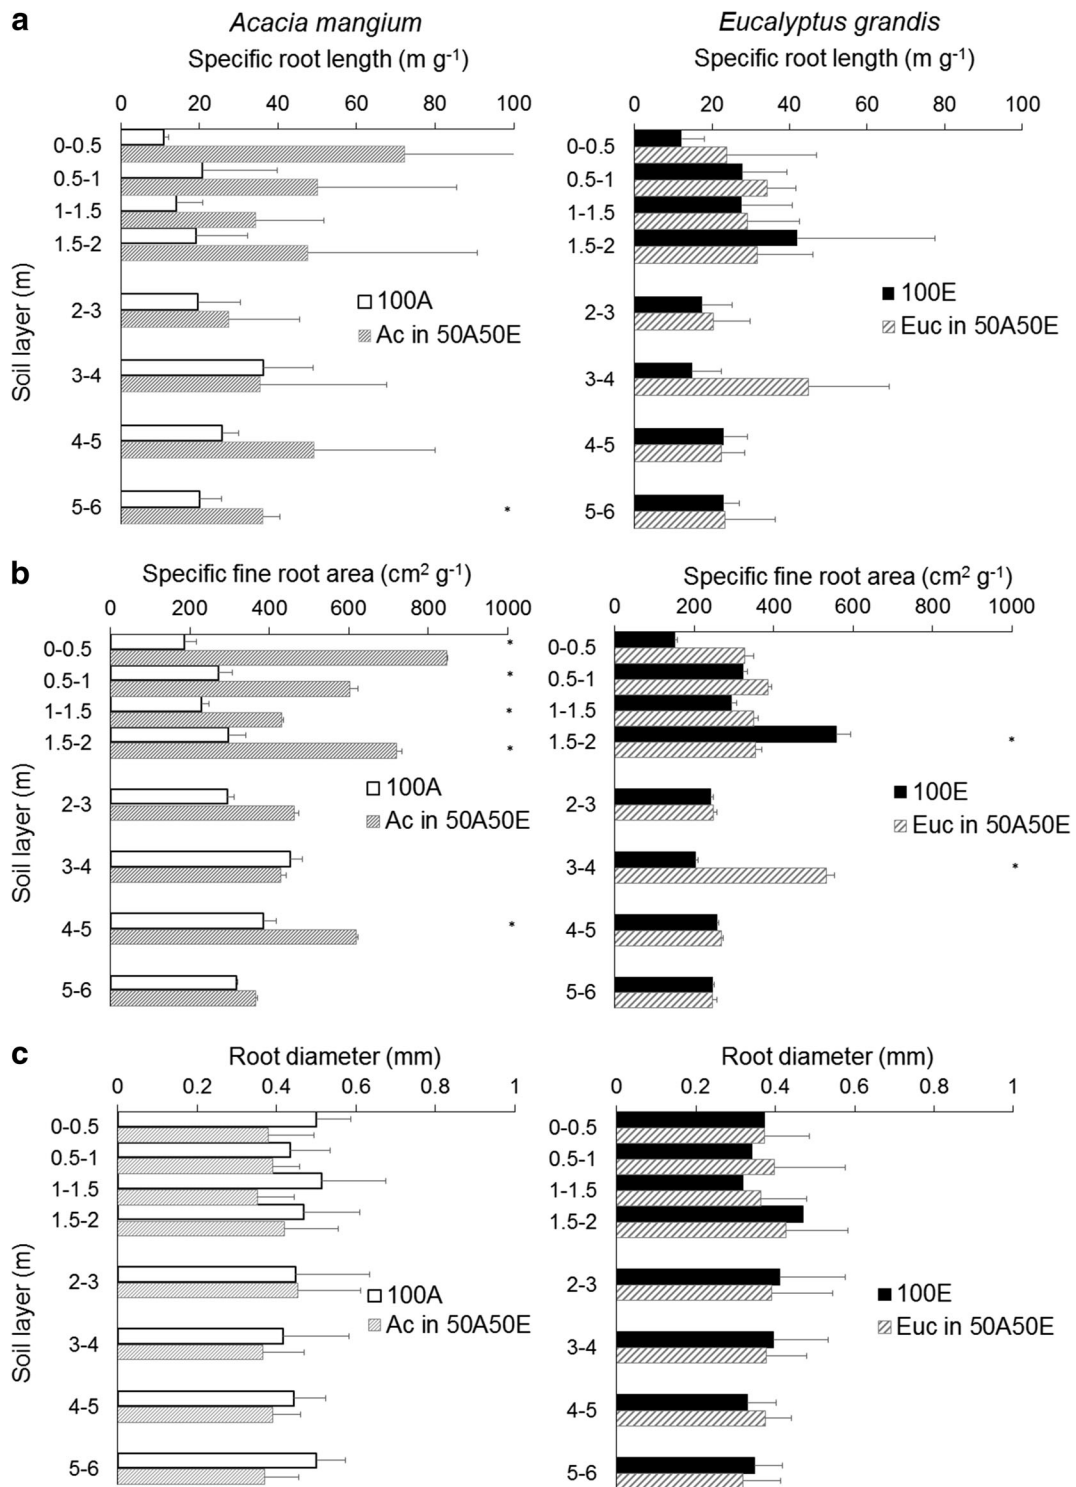 a
Acacia mangium
Specific root length (m g-1)
0 20 40 60 80 100
Soil layer (m)
0-0.5
0.5-1
1-1.5
1.5-2
2-3
3-4
4-5
5-6
100A
Ac in 50A50E
*
Eucalyptus grandis
Specific root length (m g-1)
0 20 40 60 80 100
0-0.5
0.5-1
1-1.5
1.5-2
2-3
3-4
4-5
5-6
100E
Euc in 50A50E
b
Specific fine root area (cm2 g-1)
0 200 400 600 800 1000
Soil layer (m)
0-0.5 *
0.5-1 *
1-1.5 *
1.5-2 *
2-3
3-4
4-5 *
5-6
100A
Ac in 50A50E
Specific fine root area (cm2 g-1)
0 200 400 600 800 1000
0-0.5
0.5-1
1-1.5
1.5-2 *
2-3
3-4 *
4-5
5-6
100E
Euc in 50A50E
c
Root diameter (mm)
0 0.2 0.4 0.6 0.8 1
Soil layer (m)
0-0.5
0.5-1
1-1.5
1.5-2
2-3
3-4
4-5
5-6
100A
Ac in 50A50E
Root diameter (mm)
0 0.2 0.4 0.6 0.8 1
0-0.5
0.5-1
1-1.5
1.5-2
2-3
3-4
4-5
5-6
100E
Euc in 50A50E